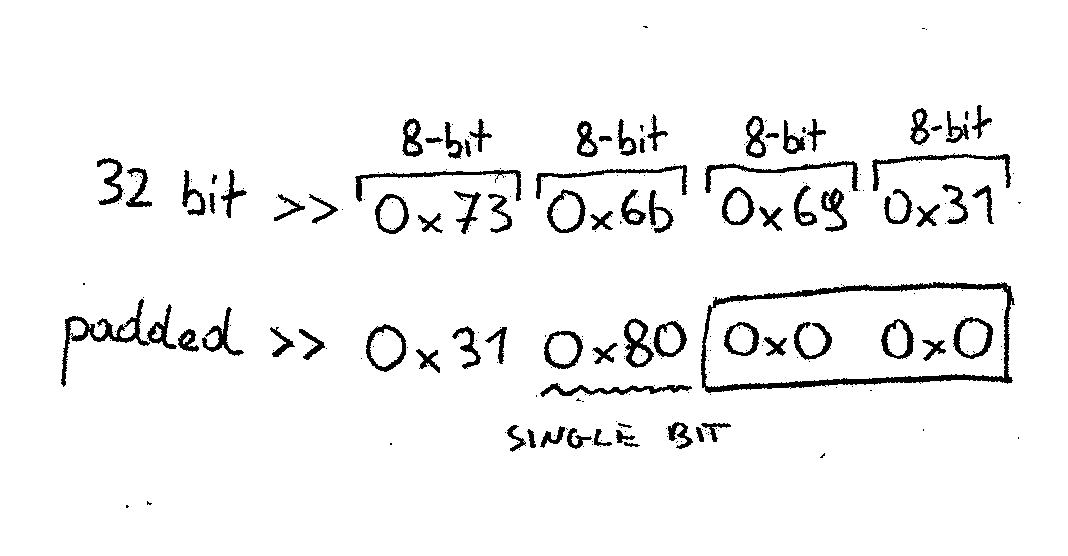 8-bit 8-bit 8-bit 8-bit
32 bit >> 0x73 0x6b 0x69 0x31
padded >> 0x31 0x80 0x0 0x0
SINGLE BIT